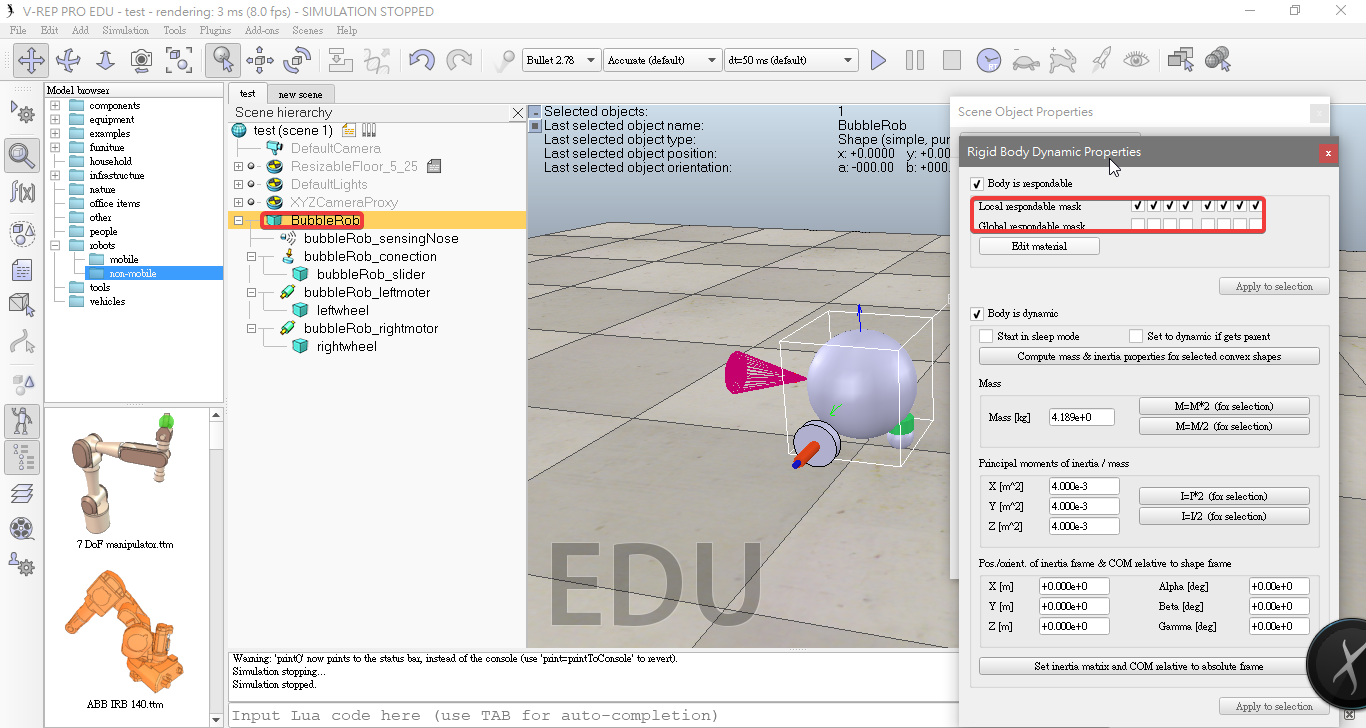 V-REP PRO EDU - test - rendering: 3 ms (8.0 fps) - SIMULATION STOPPED
File Edit Add Simulation Tools Plugins Add-ons Scenes Help
Bullet 2.78 Accurate (default) dt=50 ms (default)
Model browser
components
equipment
examples
furniture
household
infrastructure
nature
office items
other
people
robots
mobile
non-mobile
tools
vehicles
7 DoF manipulator.ttm
ABB IRB 140.ttm
test new scene
Scene hierarchy
test (scene 1)
DefaultCamera
ResizableFloor_5_25
DefaultLights
XYZCameraProxy
BubbleRob
bubbleRob_sensingNose
bubbleRob_conection
bubbleRob_slider
bubbleRob_leftmoter
leftwheel
bubbleRob_rightmotor
rightwheel
Selected objects: 1
Last selected object name: BubbleRob
Last selected object type: Shape (simple, pur
Last selected object position: x: +0.0000 y: +0.0
Last selected object orientation: a: -000.00 b: +000.
EDU
Scene Object Properties
Rigid Body Dynamic Properties
x
Body is respondable
Local respondable mask
Global respondable mask
Edit material
Apply to selection
Body is dynamic
Start in sleep mode Set to dynamic if gets parent
Compute mass & inertia properties for selected convex shapes
Mass
Mass [kg] 4.189e+0 M=M*2 (for selection)
M=M/2 (for selection)
Principal moments of inertia / mass
X [m^2] 4.000e-3
Y [m^2] 4.000e-3
Z [m^2] 4.000e-3
I=I*2 (for selection)
I=I/2 (for selection)
Pos./orient. of inertia frame & COM relative to shape frame
X [m] +0.000e+0 Alpha [deg] +0.00e+0
Y [m] +0.000e+0 Beta [deg] +0.00e+0
Z [m] +0.000e+0 Gamma [deg] +0.00e+0
Set inertia matrix and COM relative to absolute frame
Apply to selection
Warning: 'print()' now prints to the status bar, instead of the console (use 'print=printToConsole' to revert).
Simulation stopping...
Simulation stopped.
Input Lua code here (use TAB for auto-completion)